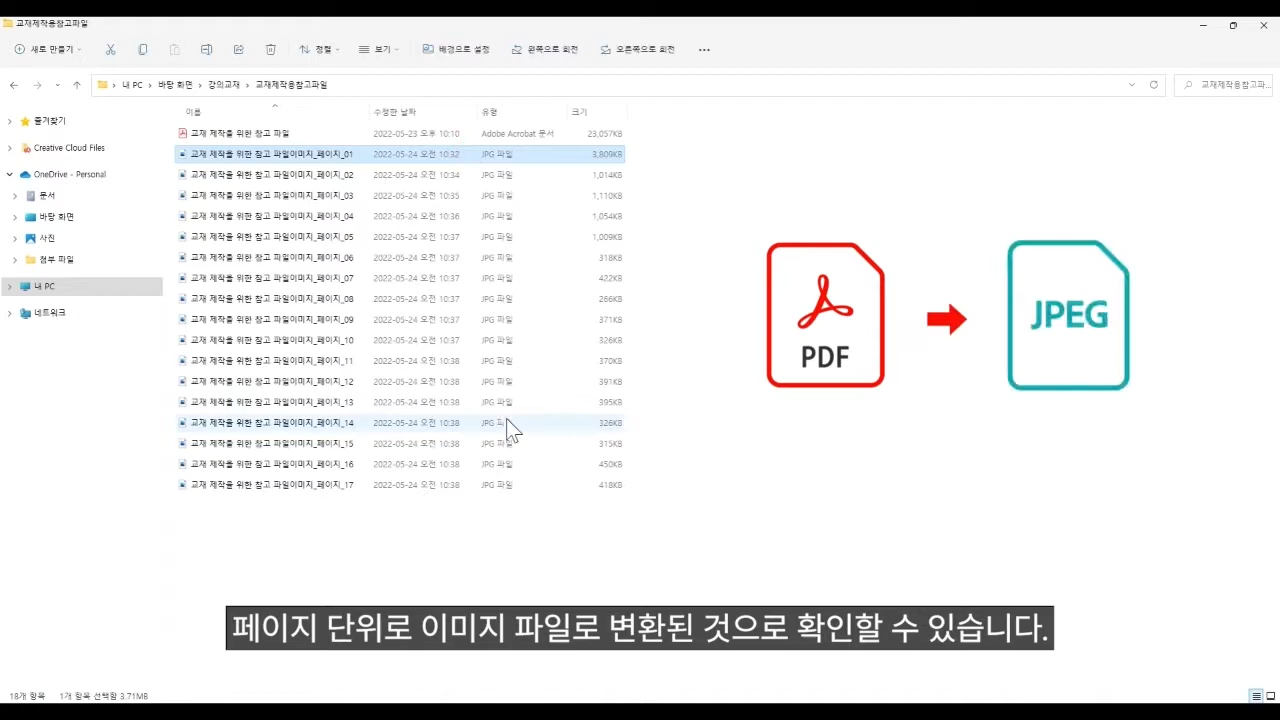 교재제작용참고파일
새로 만들기
정렬
보기
배경으로 설정
왼쪽으로 회전
오른쪽으로 회전
내 PC > 바탕 화면 > 강의교재 > 교재제작용참고파일
교재제작용참고파...
이름 수정한 날짜 유형 크기
즐겨찾기
Creative Cloud Files
OneDrive - Personal
문서
바탕 화면
사진
첨부 파일
내 PC
네트워크
교재 제작을 위한 참고 파일 2022-05-23 오후 10:10 Adobe Acrobat 문서 23,057KB
교재 제작을 위한 참고 파일이미지_페이지_01 2022-05-24 오전 10:32 JPG 파일 3,809KB
교재 제작을 위한 참고 파일이미지_페이지_02 2022-05-24 오전 10:34 JPG 파일 1,014KB
교재 제작을 위한 참고 파일이미지_페이지_03 2022-05-24 오전 10:35 JPG 파일 1,110KB
교재 제작을 위한 참고 파일이미지_페이지_04 2022-05-24 오전 10:36 JPG 파일 1,054KB
교재 제작을 위한 참고 파일이미지_페이지_05 2022-05-24 오전 10:37 JPG 파일 1,009KB
교재 제작을 위한 참고 파일이미지_페이지_06 2022-05-24 오전 10:37 JPG 파일 318KB
교재 제작을 위한 참고 파일이미지_페이지_07 2022-05-24 오전 10:37 JPG 파일 422KB
교재 제작을 위한 참고 파일이미지_페이지_08 2022-05-24 오전 10:37 JPG 파일 266KB
교재 제작을 위한 참고 파일이미지_페이지_09 2022-05-24 오전 10:37 JPG 파일 371KB
교재 제작을 위한 참고 파일이미지_페이지_10 2022-05-24 오전 10:37 JPG 파일 326KB
교재 제작을 위한 참고 파일이미지_페이지_11 2022-05-24 오전 10:38 JPG 파일 370KB
교재 제작을 위한 참고 파일이미지_페이지_12 2022-05-24 오전 10:38 JPG 파일 391KB
교재 제작을 위한 참고 파일이미지_페이지_13 2022-05-24 오전 10:38 JPG 파일 395KB
교재 제작을 위한 참고 파일이미지_페이지_14 2022-05-24 오전 10:38 JPG 파일 326KB
교재 제작을 위한 참고 파일이미지_페이지_15 2022-05-24 오전 10:38 JPG 파일 315KB
교재 제작을 위한 참고 파일이미지_페이지_16 2022-05-24 오전 10:38 JPG 파일 450KB
교재 제작을 위한 참고 파일이미지_페이지_17 2022-05-24 오전 10:38 JPG 파일 418KB
PDF
JPEG
페이지 단위로 이미지 파일로 변환된 것으로 확인할 수 있습니다.
18개 항목 1개 항목 선택함 3.71MB